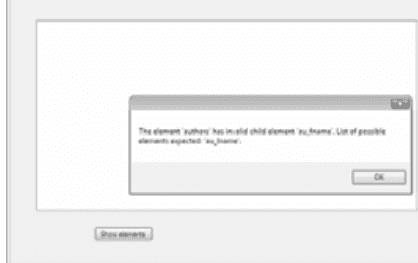 The element 'authors' has invalid child element 'au_fname'. List of possible
elements expected: 'au_lname'.
OK
Show elements